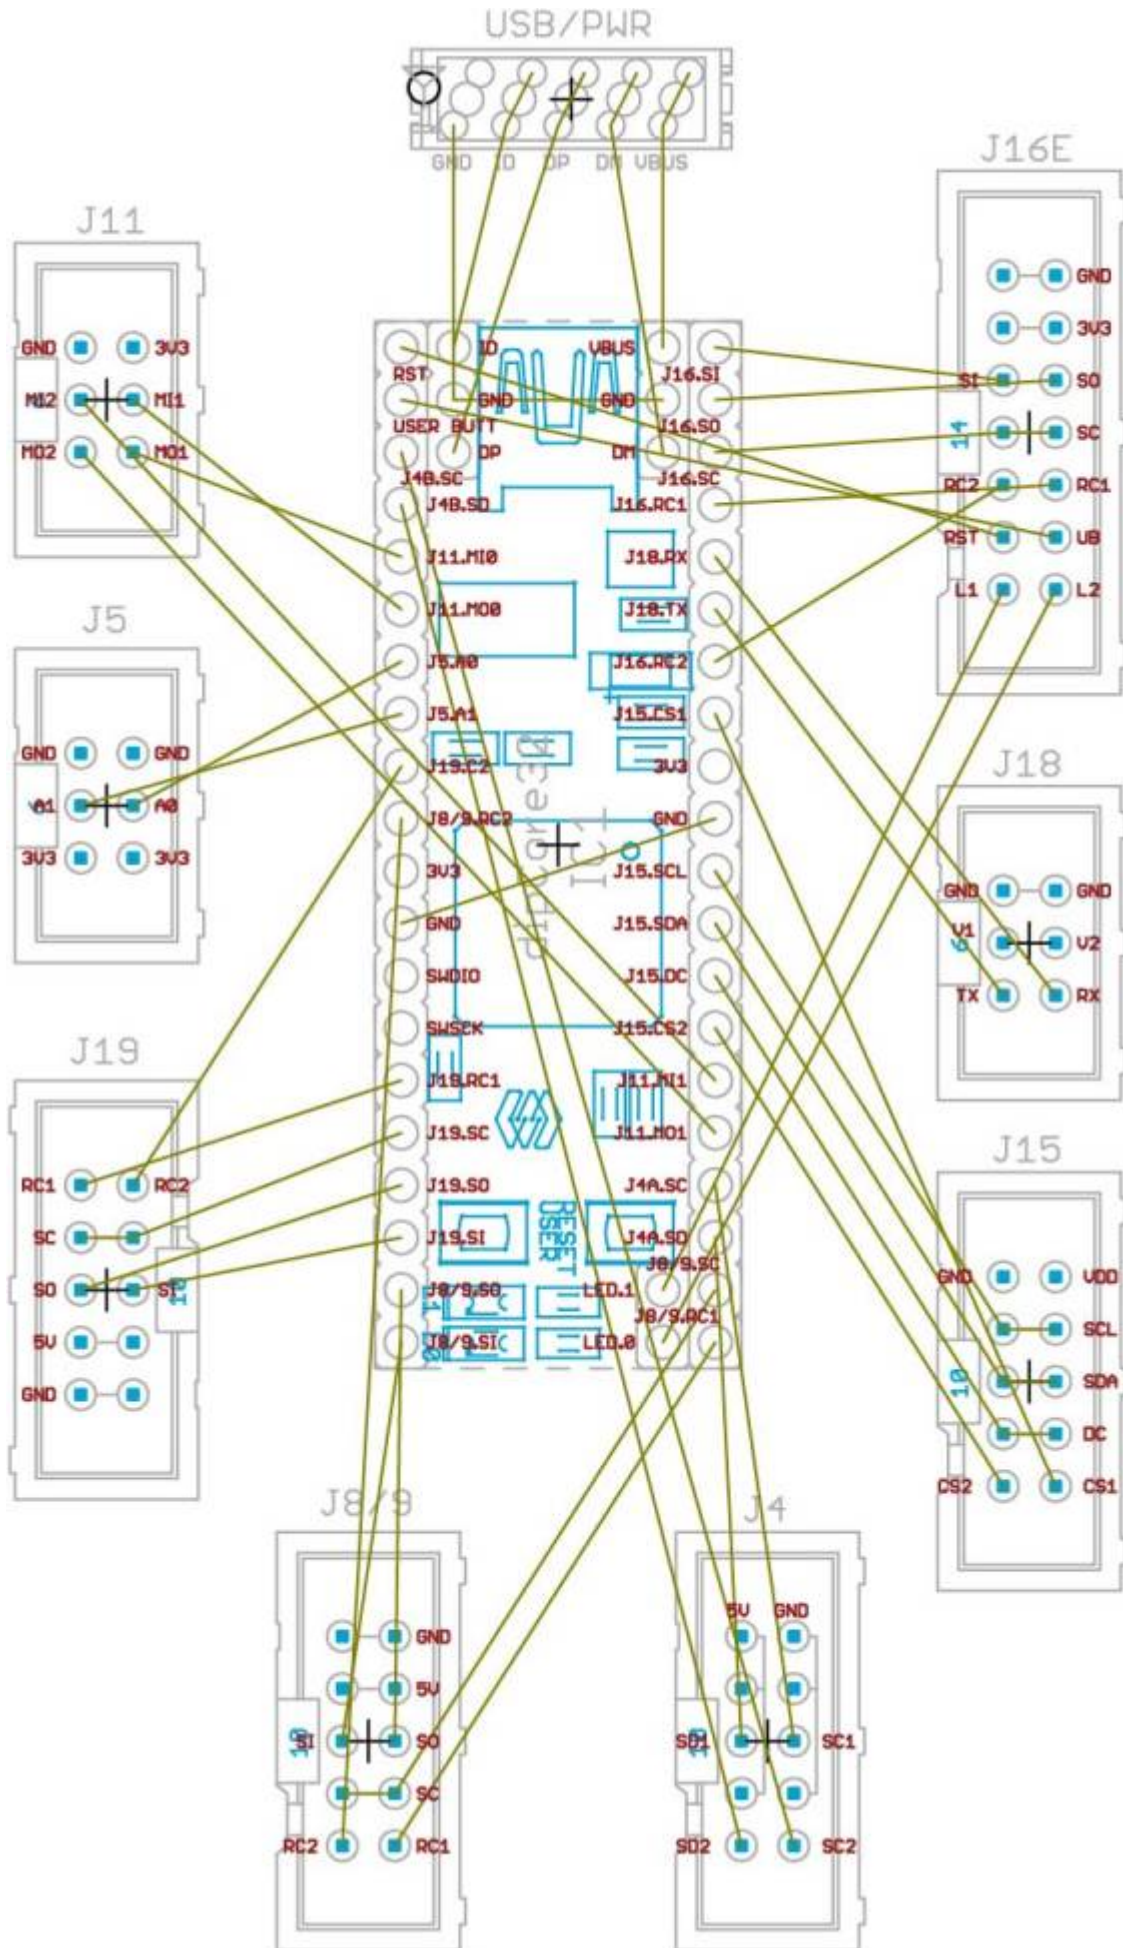 USB/PWR
GND ID DP DM VBUS
J11
GND 3V3
MI2 MI1
MO2 MO1
J5
GND GND
A1 A0
3V3 3V3
J19
RC1 RC2
SC
SO SI
10
5V
GND
RST
ID
USER BUTT
GND
J4B.SC
DP
J4B.SD
J11.MI0
J11.MO0
J5.A0
J5.A1
J19.C2
J8/9.RC2
3V3
GND
SWDIO
SWSCK
J19.RC1
J19.SC
J19.SO
J19.SI
J8/9.SO
J8/9.SI
dipcore30
IC1
RESET
USER
VBUS
J16.SI
GND
J16.SO
DM
J16.SC
J16.RC1
J18.RX
J18.TX
J16.RC2
J15.CS1
3V3
GND
J15.SCL
J15.SDA
J15.DC
J15.CS2
J11.MI1
J11.MO1
J4A.SC
J4A.SD
J8/9.SC
LED.1
J8/9.RC1
LED.0
J16E
GND
3V3
SI SO
14 SC
RC2 RC1
RST UB
L1 L2
J18
GND GND
V1 V2
6
TX RX
J15
GND VDD
SCL
10 SDA
DC
CS2 CS1
J8/9
GND
5V
SI SO
10
SC
RC2 RC1
J4
5V GND
SD1 SC1
10
SD2 SC2